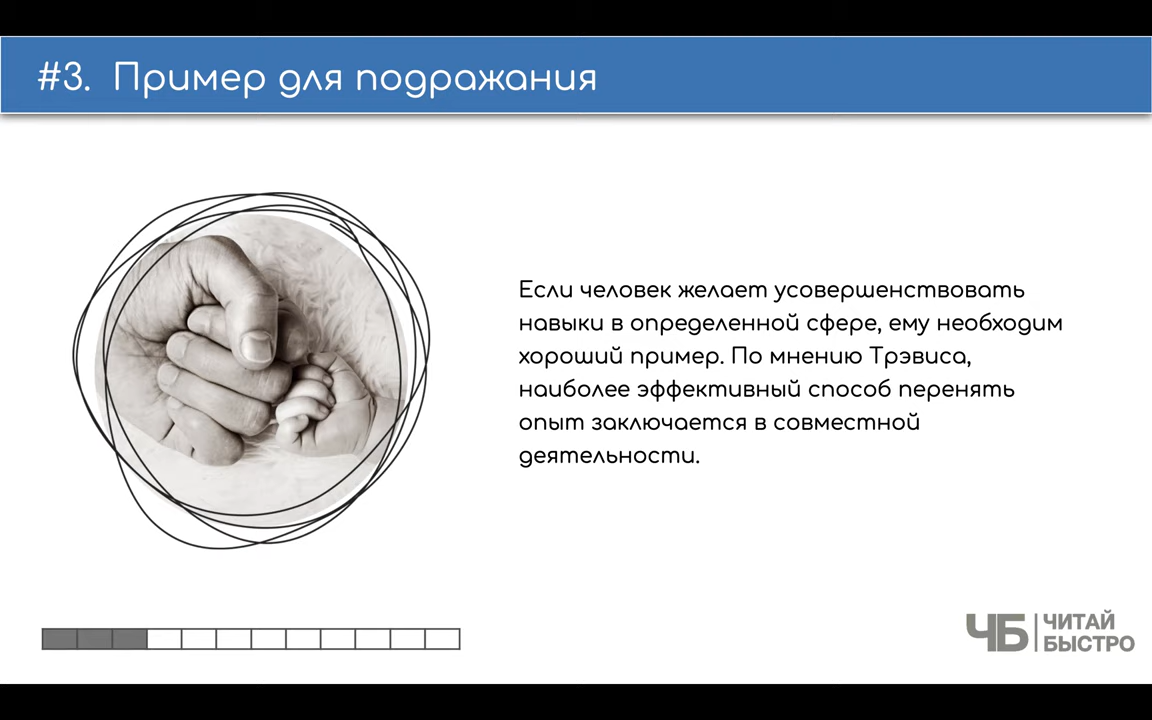 #3. Пример для подражания
Если человек желает усовершенствовать
навыки в определенной сфере, ему необходим
хороший пример. По мнению Трэвиса,
наиболее эффективный способ перенять
опыт заключается в совместной
деятельности.
ЧБ
ЧИТАЙ
БЫСТРО